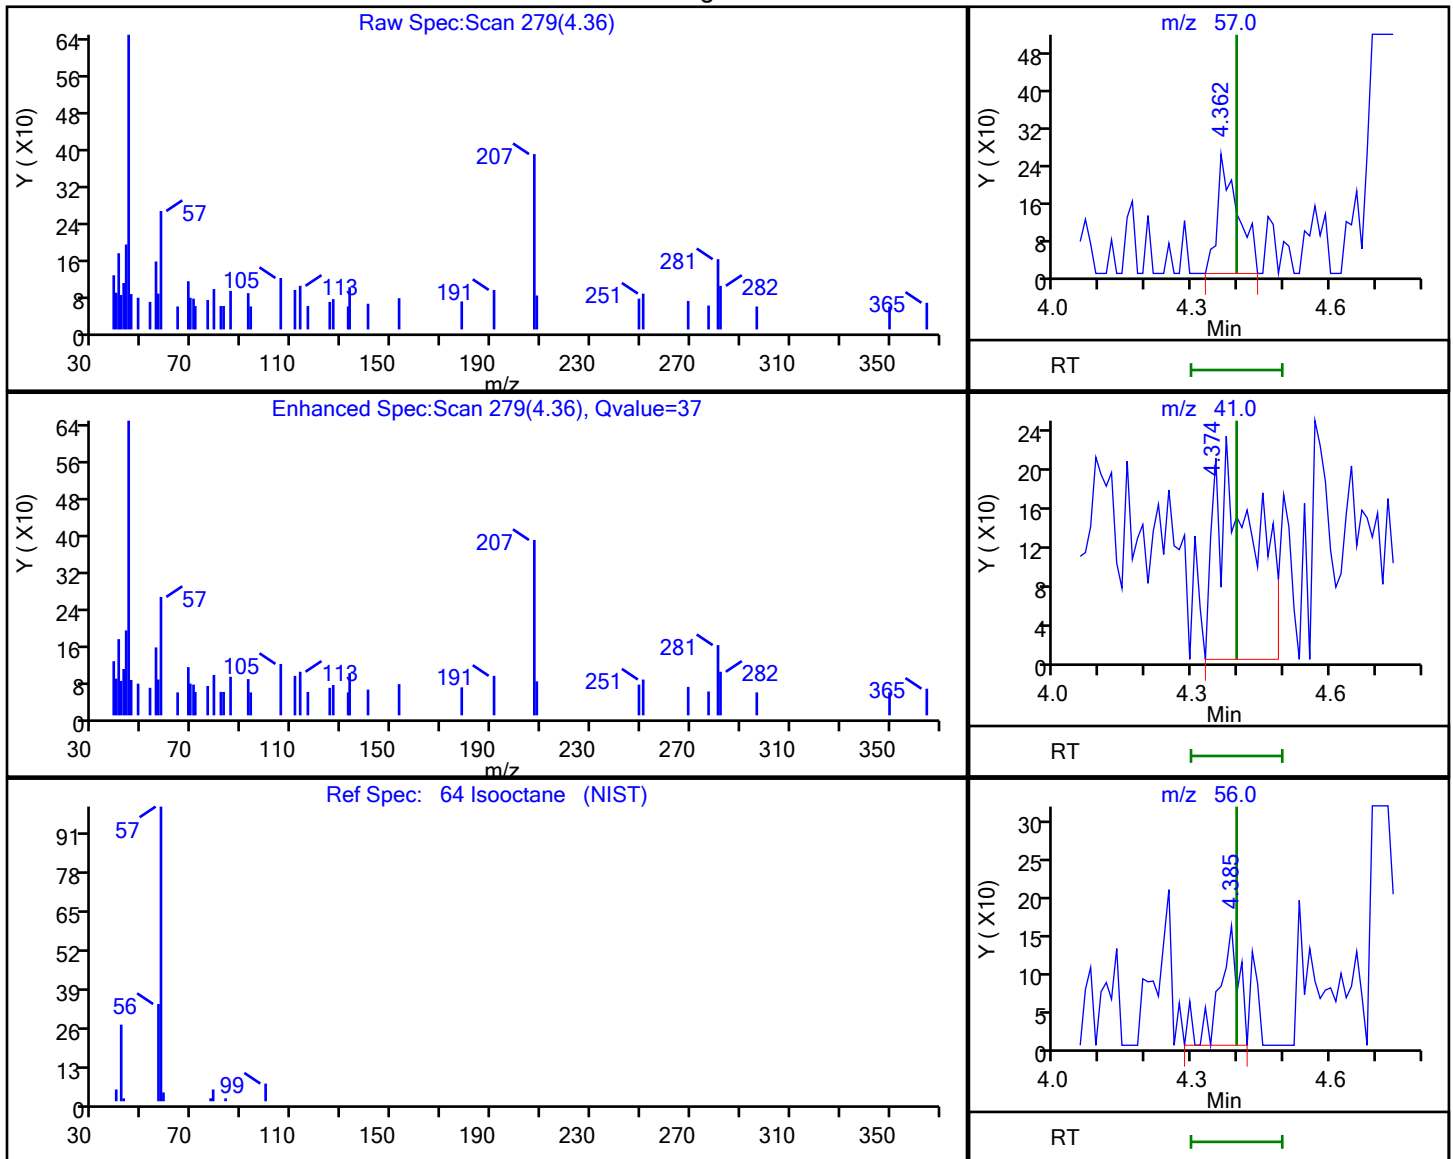 Raw Spec:Scan 279(4.36)
Y ( X10)
64
56
48
40
32
24
16
8
0
207
57
105
113
191
251
281
282
365
30 70 110 150 190 230 270 310 350
m/z
m/z 57.0
Y ( X10)
48
40
32
24
16
8
0
4.362
4.0 4.3 4.6
Min
RT
Enhanced Spec:Scan 279(4.36), Qvalue=37
Y ( X10)
64
56
48
40
32
24
16
8
0
207
57
105
113
191
251
281
282
365
30 70 110 150 190 230 270 310 350
m/z
m/z 41.0
Y ( X10)
24
20
16
12
8
4
0
4.374
4.0 4.3 4.6
Min
RT
Ref Spec: 64 Isooctane (NIST)
91
78
65
52
39
26
13
0
57
56
99
30 70 110 150 190 230 270 310 350
m/z 56.0
Y ( X10)
30
25
20
15
10
5
0
4.385
4.0 4.3 4.6
Min
RT